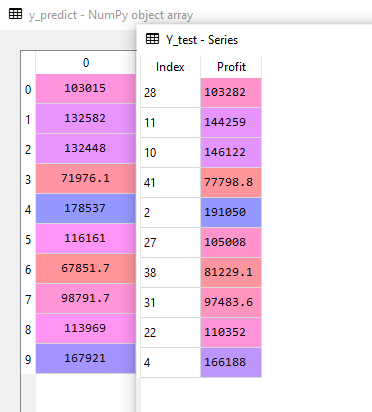 y_predict - NumPy object array
Y_test - Series
0
Index Profit
0 103015 28 103282
1 132582 11 144259
2 132448 10 146122
3 71976.1 41 77798.8
4 178537 2 191050
5 116161 27 105008
6 67851.7 38 81229.1
7 98791.7 31 97483.6
8 113969 22 110352
9 167921 4 166188